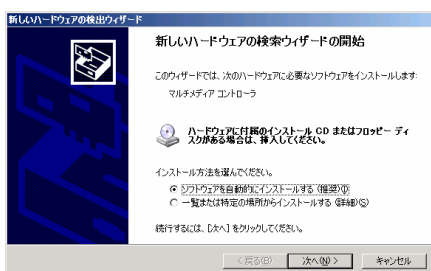 新しいハードウェアの検出ウィザード
新しいハードウェアの検索ウィザードの開始
このウィザードでは、次のハードウェアに必要なソフトウェアをインストールします:
マルチメディア コントローラ
ハードウェアに付属のインストール CD またはフロッピー ディ
スクがある場合は、挿入してください。
インストール方法を選んでください。
ソフトウェアを自動的にインストールする (推奨)(I)
一覧または特定の場所からインストールする (詳細)(S)
続行するには、[次へ] をクリックしてください。
< 戻る(B) 次へ(N) > キャンセル